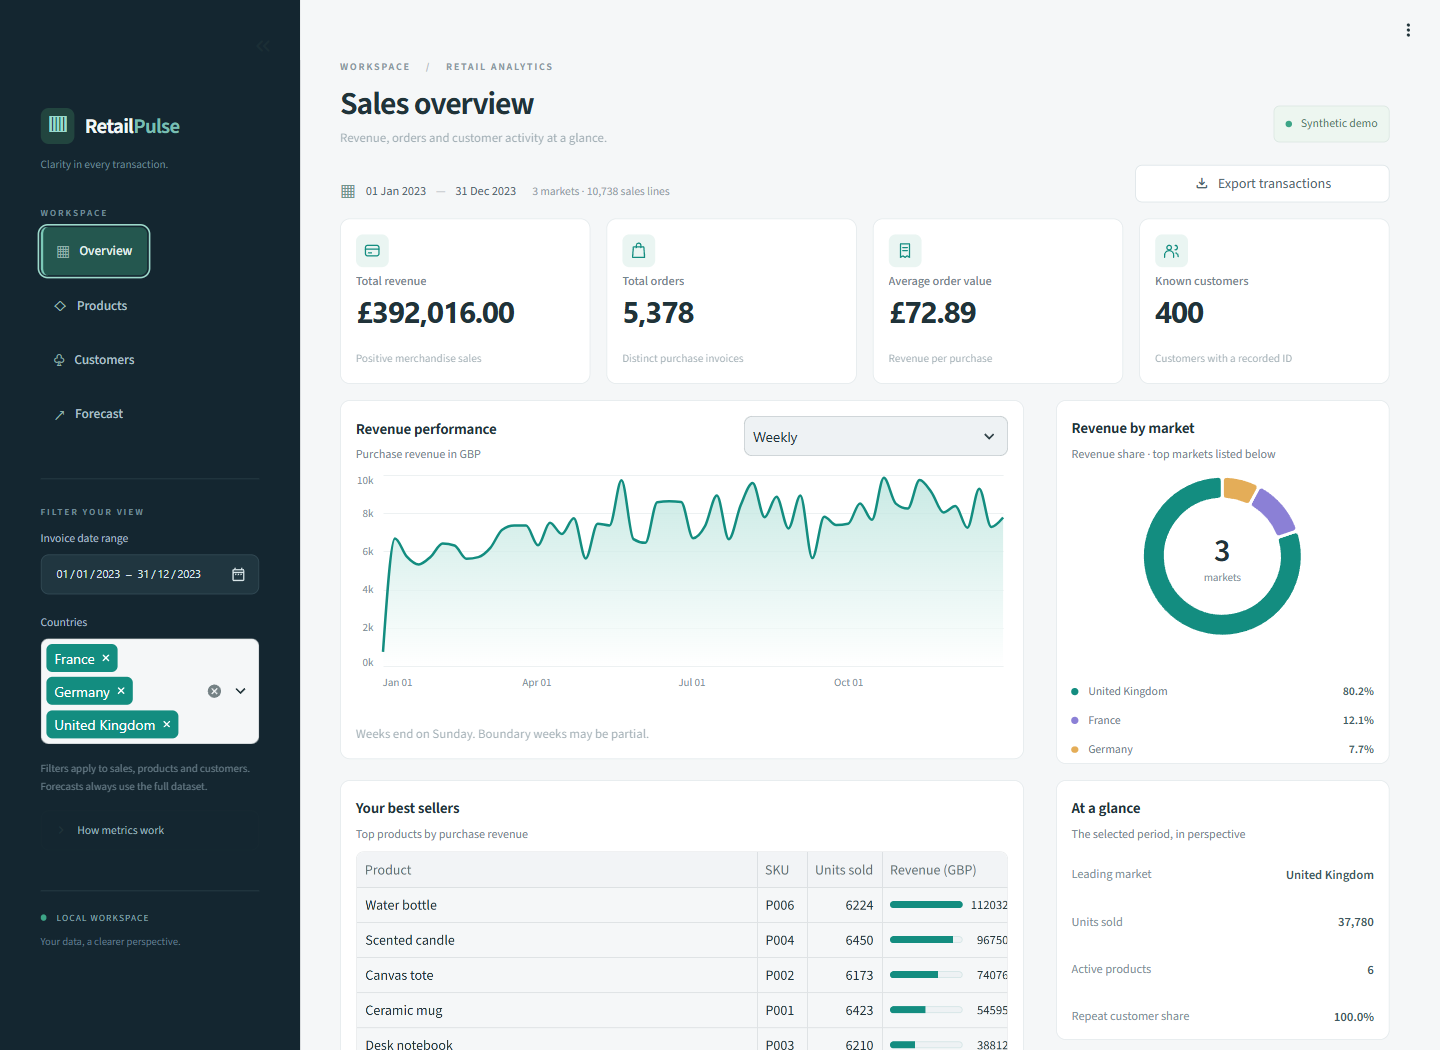 RetailPulse
Clarity in every transaction.
WORKSPACE
Overview
Products
Customers
Forecast
FILTER YOUR VIEW
Invoice date range
01/01/2023 – 31/12/2023
Countries
France ×
Germany ×
United Kingdom ×
Filters apply to sales, products and customers.
Forecasts always use the full dataset.
How metrics work
LOCAL WORKSPACE
Your data, a clearer perspective.
WORKSPACE / RETAIL ANALYTICS
Sales overview
Revenue, orders and customer activity at a glance.
Synthetic demo
01 Jan 2023 — 31 Dec 2023 3 markets · 10,738 sales lines
Export transactions
Total revenue
£392,016.00
Positive merchandise sales
Total orders
5,378
Distinct purchase invoices
Average order value
£72.89
Revenue per purchase
Known customers
400
Customers with a recorded ID
Revenue performance
Purchase revenue in GBP
Weekly
10k
8k
6k
4k
2k
0k
Jan 01 Apr 01 Jul 01 Oct 01
Weeks end on Sunday. Boundary weeks may be partial.
Revenue by market
Revenue share · top markets listed below
3
markets
United Kingdom 80.2%
France 12.1%
Germany 7.7%
Your best sellers
Top products by purchase revenue
Product SKU Units sold Revenue (GBP)
Water bottle P006 6224 112032
Scented candle P004 6450 96750
Canvas tote P002 6173 74076
Ceramic mug P001 6423 54595
Desk notebook P003 6210 38812
At a glance
The selected period, in perspective
Leading market United Kingdom
Units sold 37,780
Active products 6
Repeat customer share 100.0%